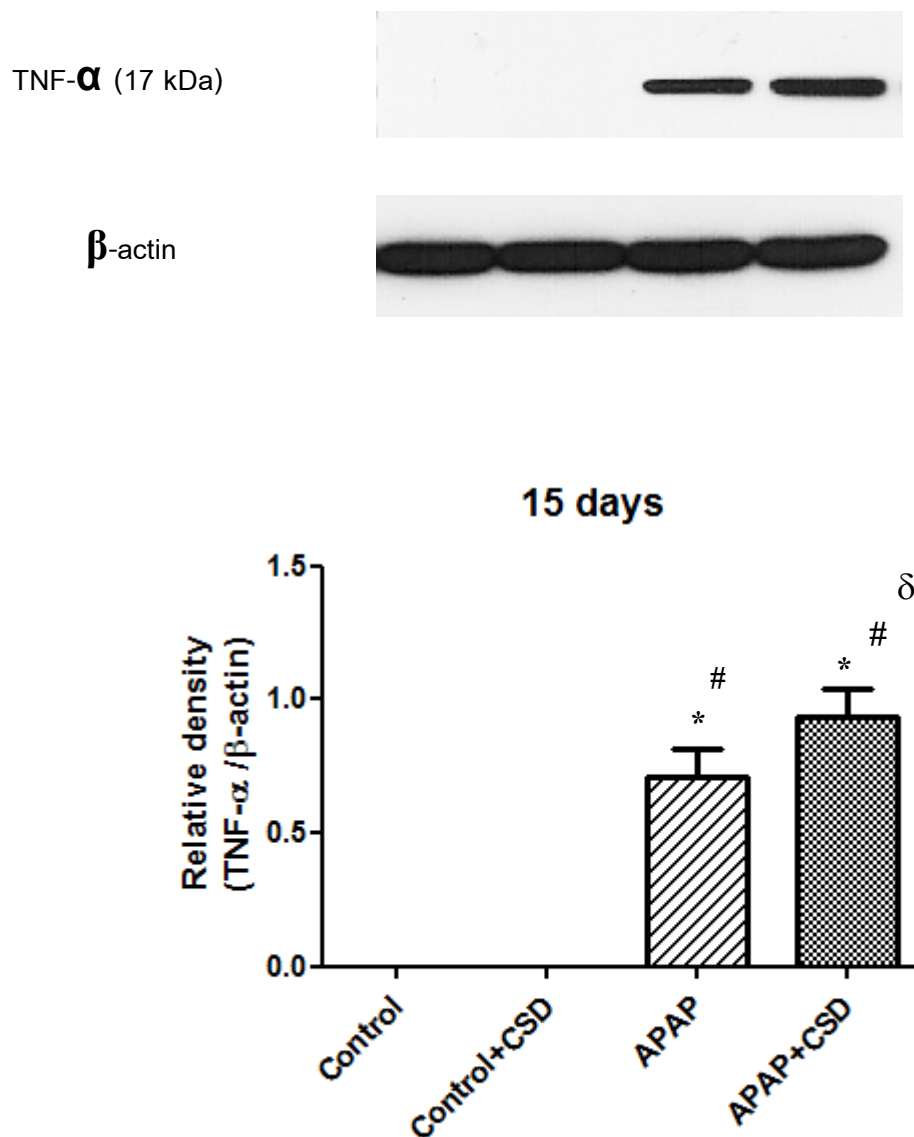 TNF-α (17 kDa)
β-actin
15 days
Relative density
(TNF-α /β-actin)
1.5
1.0
0.5
0.0
* #
* # δ
Control
Control+CSD
APAP
APAP+CSD